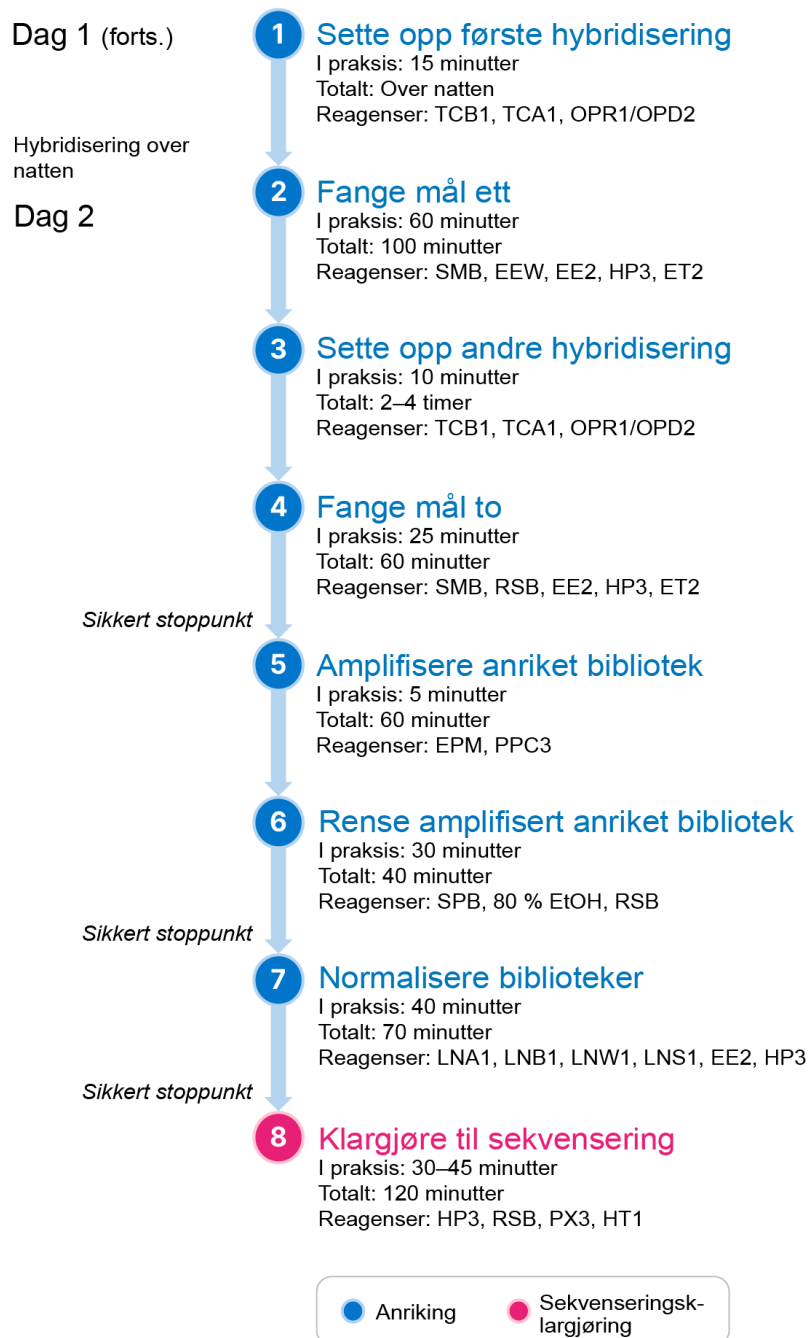 Dag 1 (forts.)
1 Sette opp første hybridisering
I praksis: 15 minutter
Totalt: Over natten
Reagenser: TCB1, TCA1, OPR1/OPD2
Hybridisering over
natten
Dag 2
2 Fange mål ett
I praksis: 60 minutter
Totalt: 100 minutter
Reagenser: SMB, EEW, EE2, HP3, ET2
3 Sette opp andre hybridisering
I praksis: 10 minutter
Totalt: 2–4 timer
Reagenser: TCB1, TCA1, OPR1/OPD2
4 Fange mål to
I praksis: 25 minutter
Totalt: 60 minutter
Reagenser: SMB, RSB, EE2, HP3, ET2
Sikkert stoppunkt
5 Amplifisere anriket bibliotek
I praksis: 5 minutter
Totalt: 60 minutter
Reagenser: EPM, PPC3
6 Rense amplifisert anriket bibliotek
I praksis: 30 minutter
Totalt: 40 minutter
Reagenser: SPB, 80 % EtOH, RSB
Sikkert stoppunkt
7 Normalisere biblioteker
I praksis: 40 minutter
Totalt: 70 minutter
Reagenser: LNA1, LNB1, LNW1, LNS1, EE2, HP3
Sikkert stoppunkt
8 Klargjøre til sekvensering
I praksis: 30–45 minutter
Totalt: 120 minutter
Reagenser: HP3, RSB, PX3, HT1
Anriking
Sekvenseringsk-
largjøring